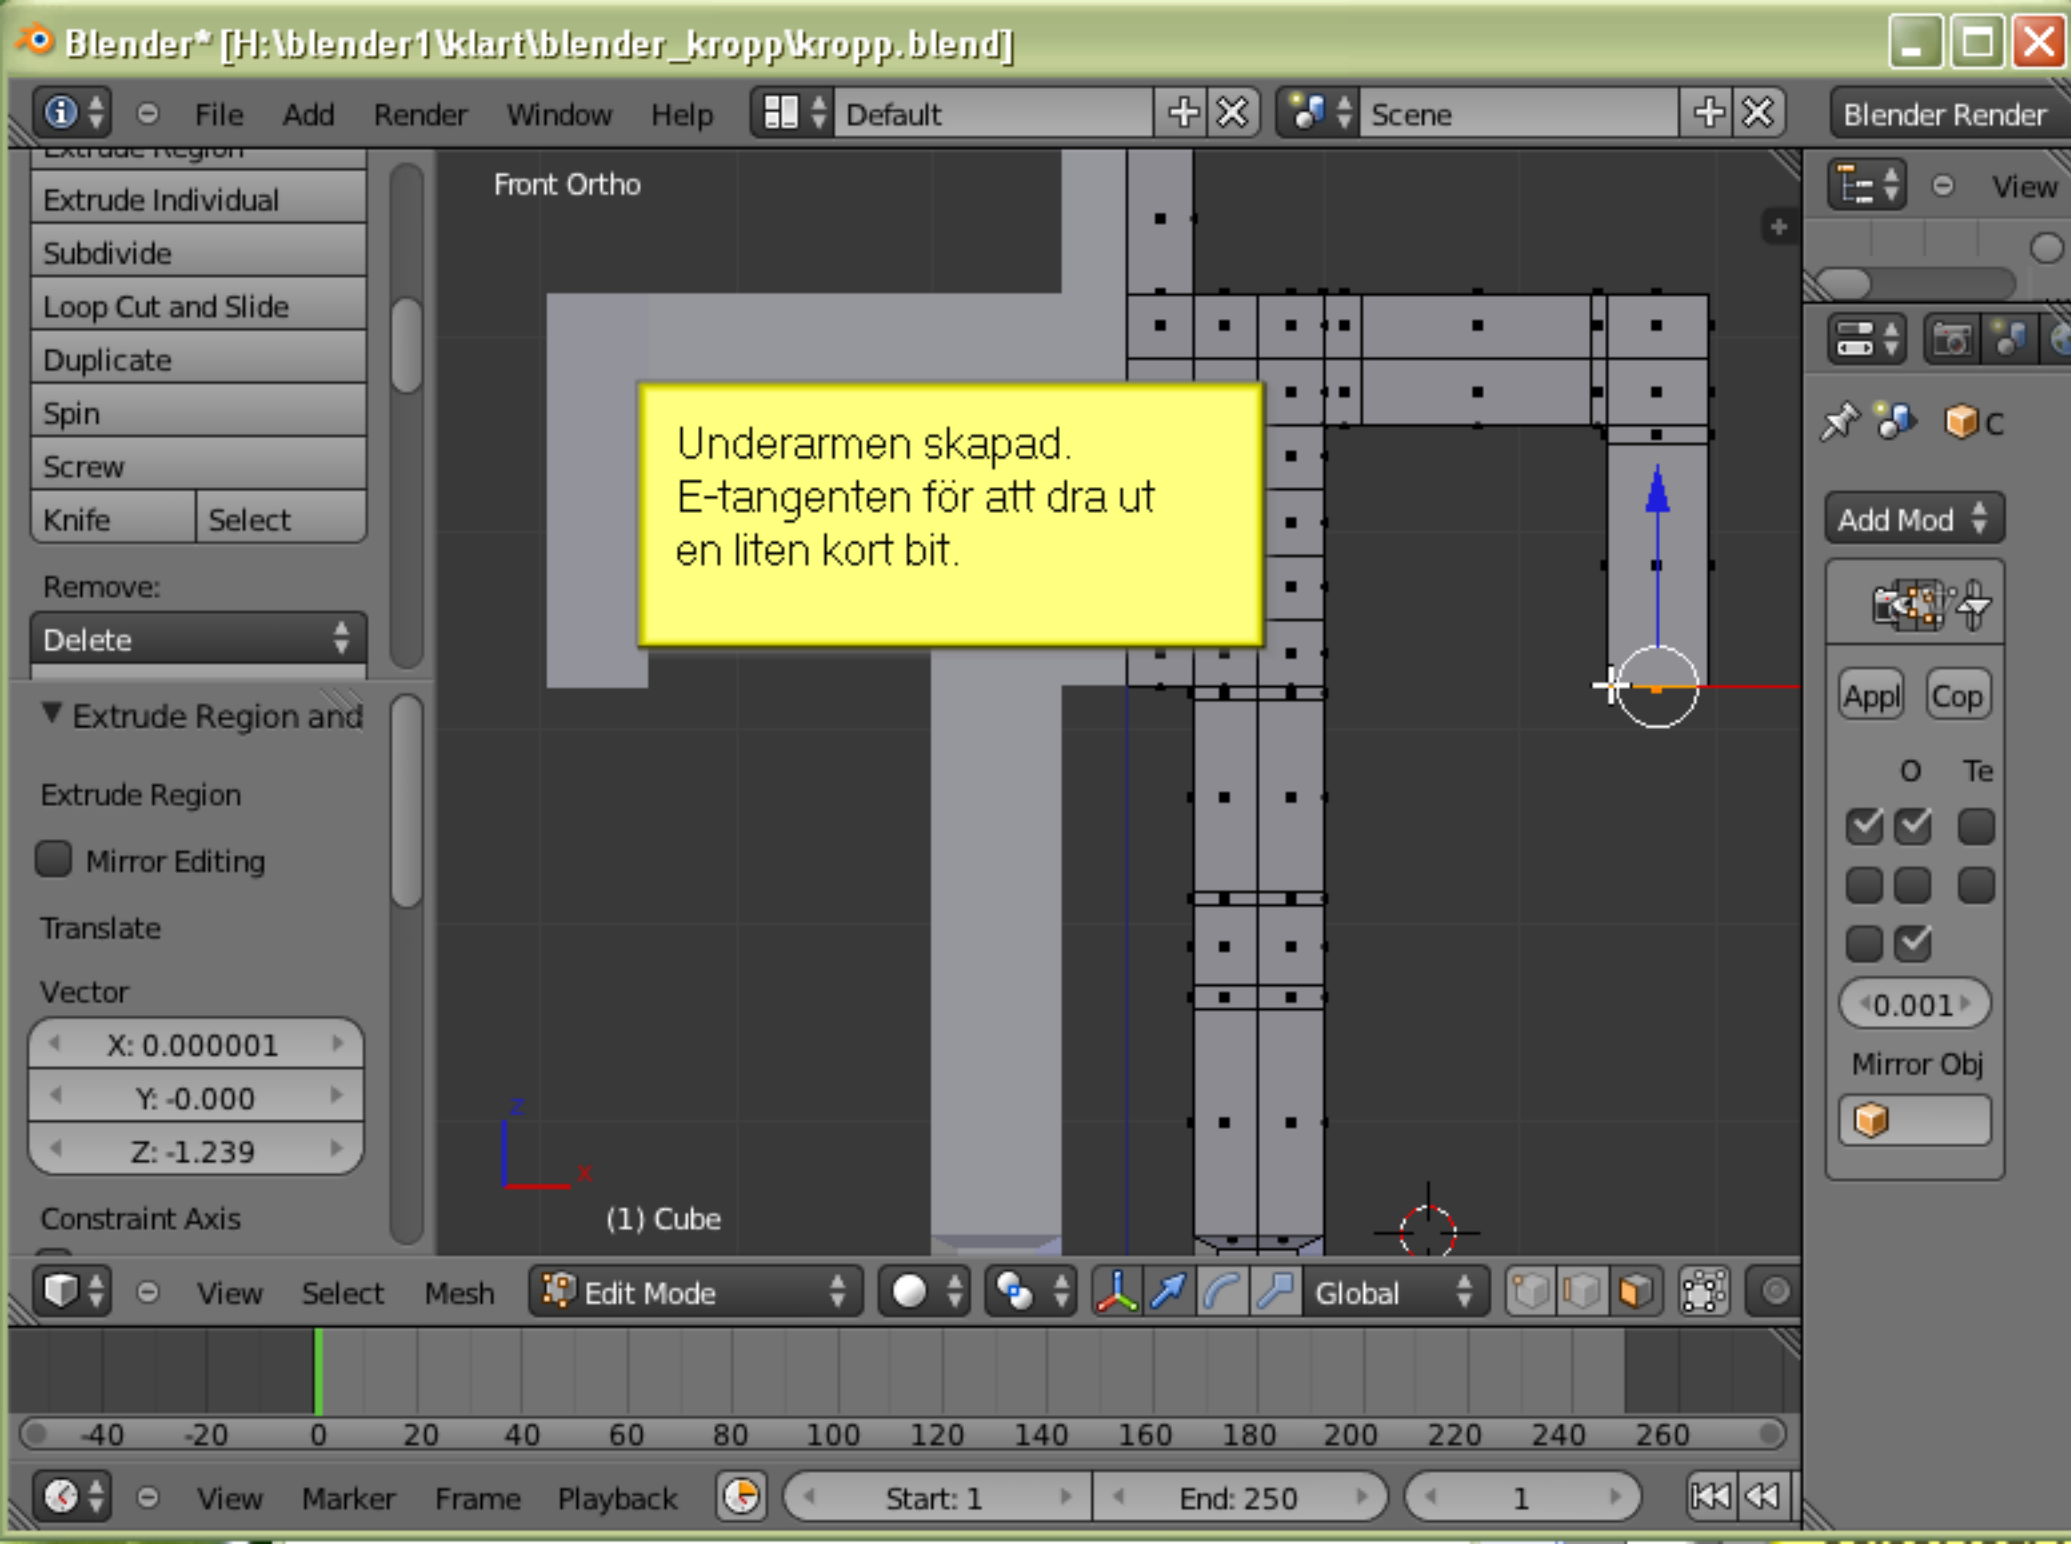 Blender* [H:\blender1\klart\blender_kropp\kropp.blend]
File Add Render Window Help Default Scene Blender Render
Extrude Region
Extrude Individual
Subdivide
Loop Cut and Slide
Duplicate
Spin
Screw
Knife Select
Remove:
Delete
Extrude Region and
Extrude Region
Mirror Editing
Translate
Vector
X: 0.000001
Y: -0.000
Z: -1.239
Constraint Axis
Front Ortho
Underarmen skapad.
E-tangenten för att dra ut
en liten kort bit.
z
x
(1) Cube
View
C
Add Mod
Appl Cop
O Te
0.001
Mirror Obj
View Select Mesh Edit Mode Global
-40 -20 0 20 40 60 80 100 120 140 160 180 200 220 240 260
View Marker Frame Playback Start: 1 End: 250 1